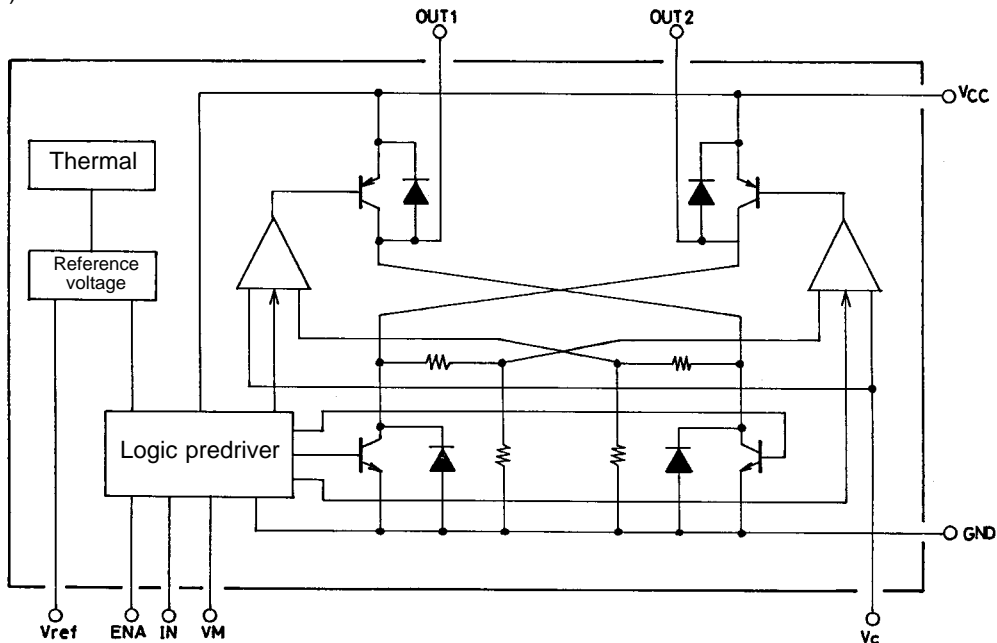 OUT1
OUT2
VCC
Thermal
Reference
voltage
Logic predriver
GND
Vref
ENA
IN
VM
Vc